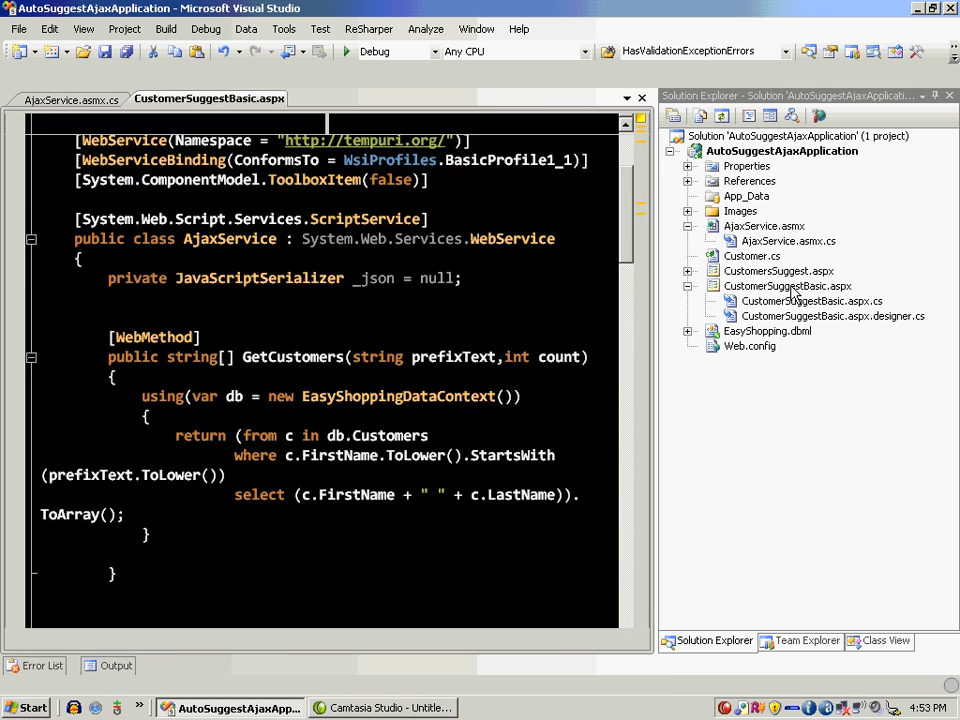 AutoSuggestAjaxApplication - Microsoft Visual Studio
File Edit View Project Build Debug Data Tools Test ReSharper Analyze Window Help
Debug Any CPU HasValidationExceptionErrors
AjaxService.asmx.cs CustomerSuggestBasic.aspx
[WebService(Namespace = "http://tempuri.org/")]
[WebServiceBinding(ConformsTo = WsiProfiles.BasicProfile1_1)]
[System.ComponentModel.ToolboxItem(false)]
[System.Web.Script.Services.ScriptService]
public class AjaxService : System.Web.Services.WebService
{
private JavaScriptSerializer _json = null;
[WebMethod]
public string[] GetCustomers(string prefixText,int count)
{
using(var db = new EasyShoppingDataContext())
{
return (from c in db.Customers
where c.FirstName.ToLower().StartsWith
(prefixText.ToLower())
select (c.FirstName + " " + c.LastName)).
ToArray();
}
}
Solution Explorer - Solution 'AutoSuggestAjaxApplicati...
Solution 'AutoSuggestAjaxApplication' (1 project)
AutoSuggestAjaxApplication
Properties
References
App_Data
Images
AjaxService.asmx
AjaxService.asmx.cs
Customer.cs
CustomersSuggest.aspx
CustomerSuggestBasic.aspx
CustomerSuggestBasic.aspx.cs
CustomerSuggestBasic.aspx.designer.cs
EasyShopping.dbml
Web.config
Solution Explorer Team Explorer Class View
Error List Output
Start AutoSuggestAjaxApp... Camtasia Studio - Untitle... 4:53 PM